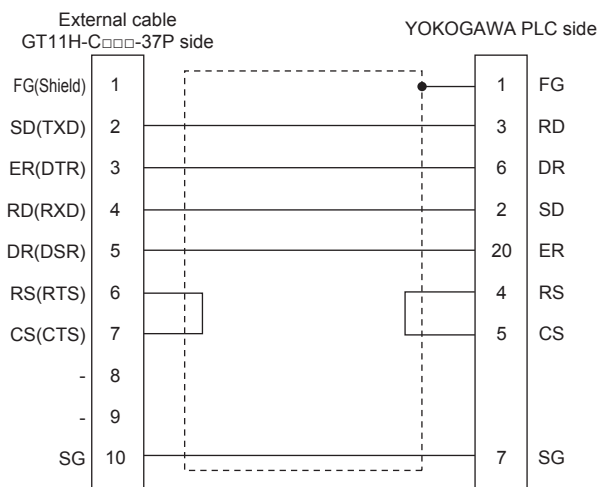 External cable
GT11H-C□□□-37P side
YOKOGAWA PLC side
FG(Shield) 1 1 FG
SD(TXD) 2 3 RD
ER(DTR) 3 6 DR
RD(RXD) 4 2 SD
DR(DSR) 5 20 ER
RS(RTS) 6 4 RS
CS(CTS) 7 5 CS
- 8
- 9
SG 10 7 SG